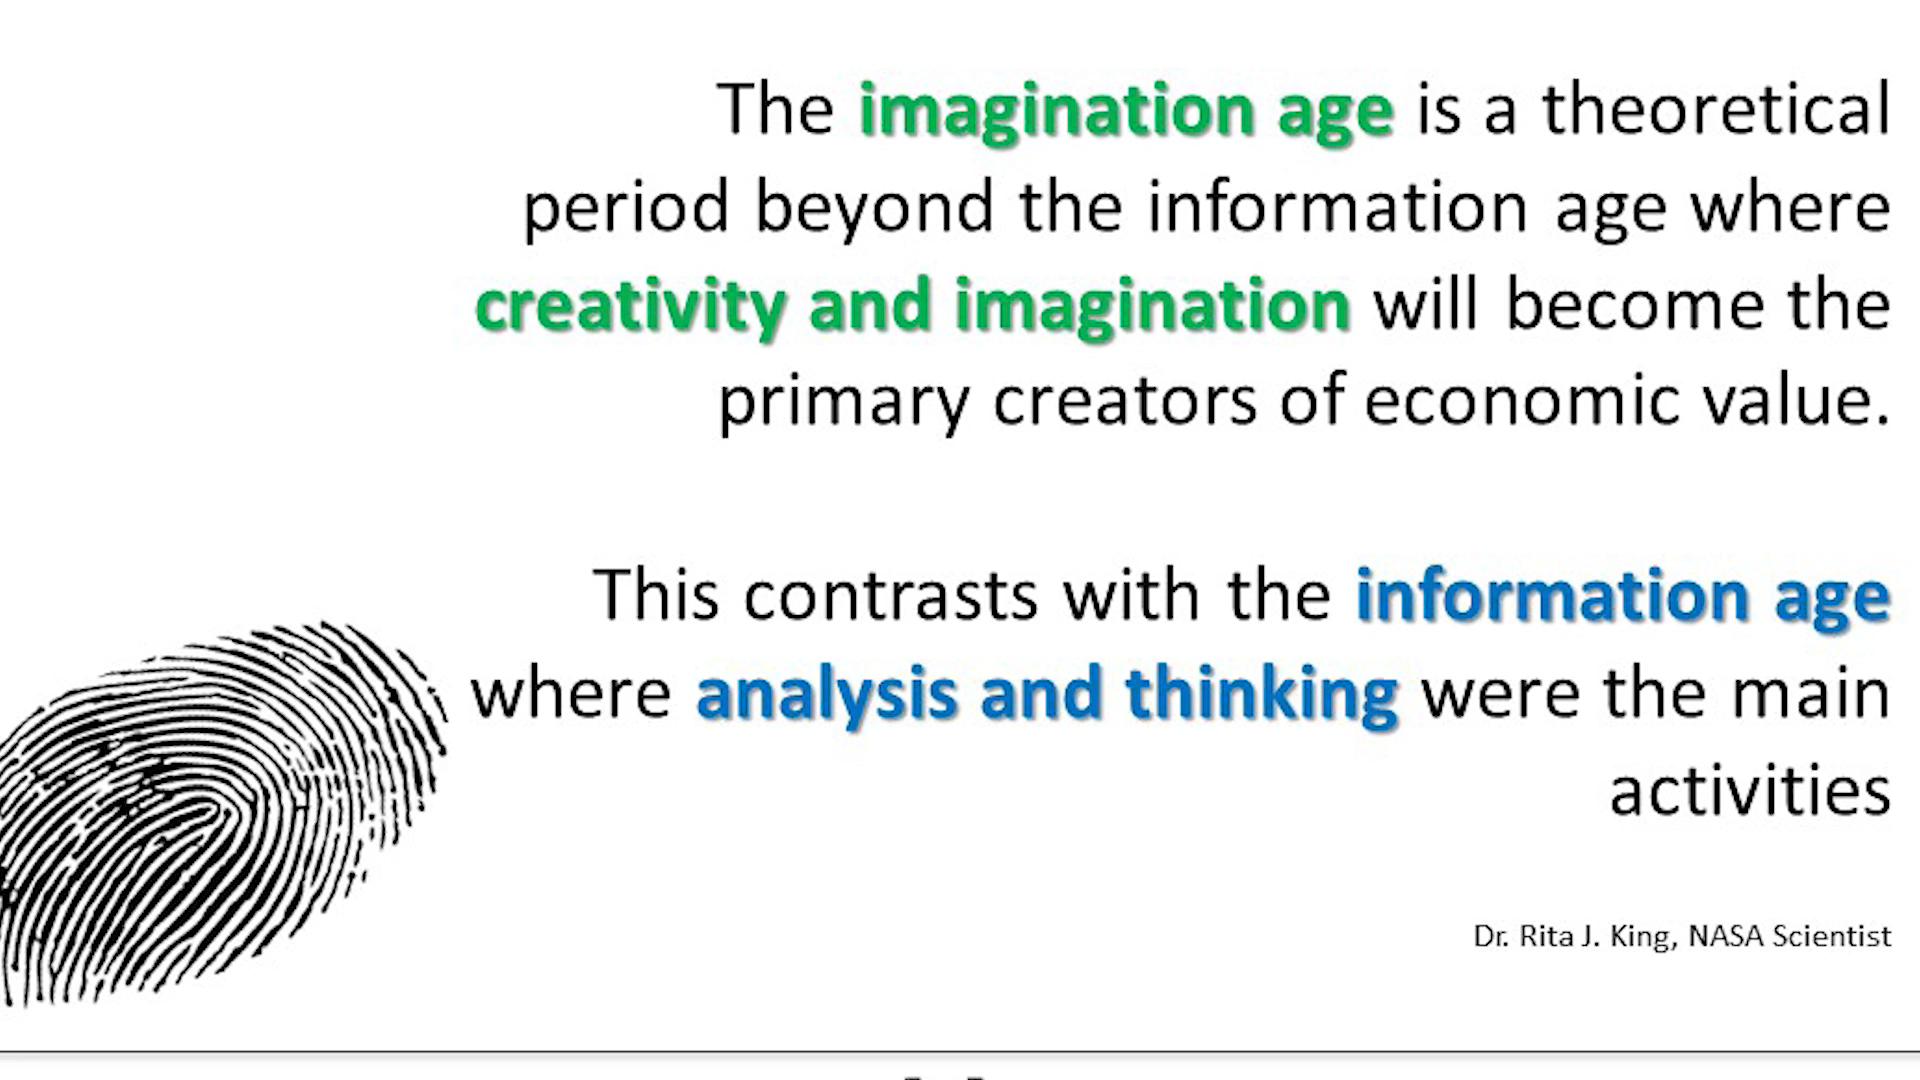 The imagination age is a theoretical
period beyond the information age where
creativity and imagination will become the
primary creators of economic value.
This contrasts with the information age
where analysis and thinking were the main
activities
Dr. Rita J. King, NASA Scientist